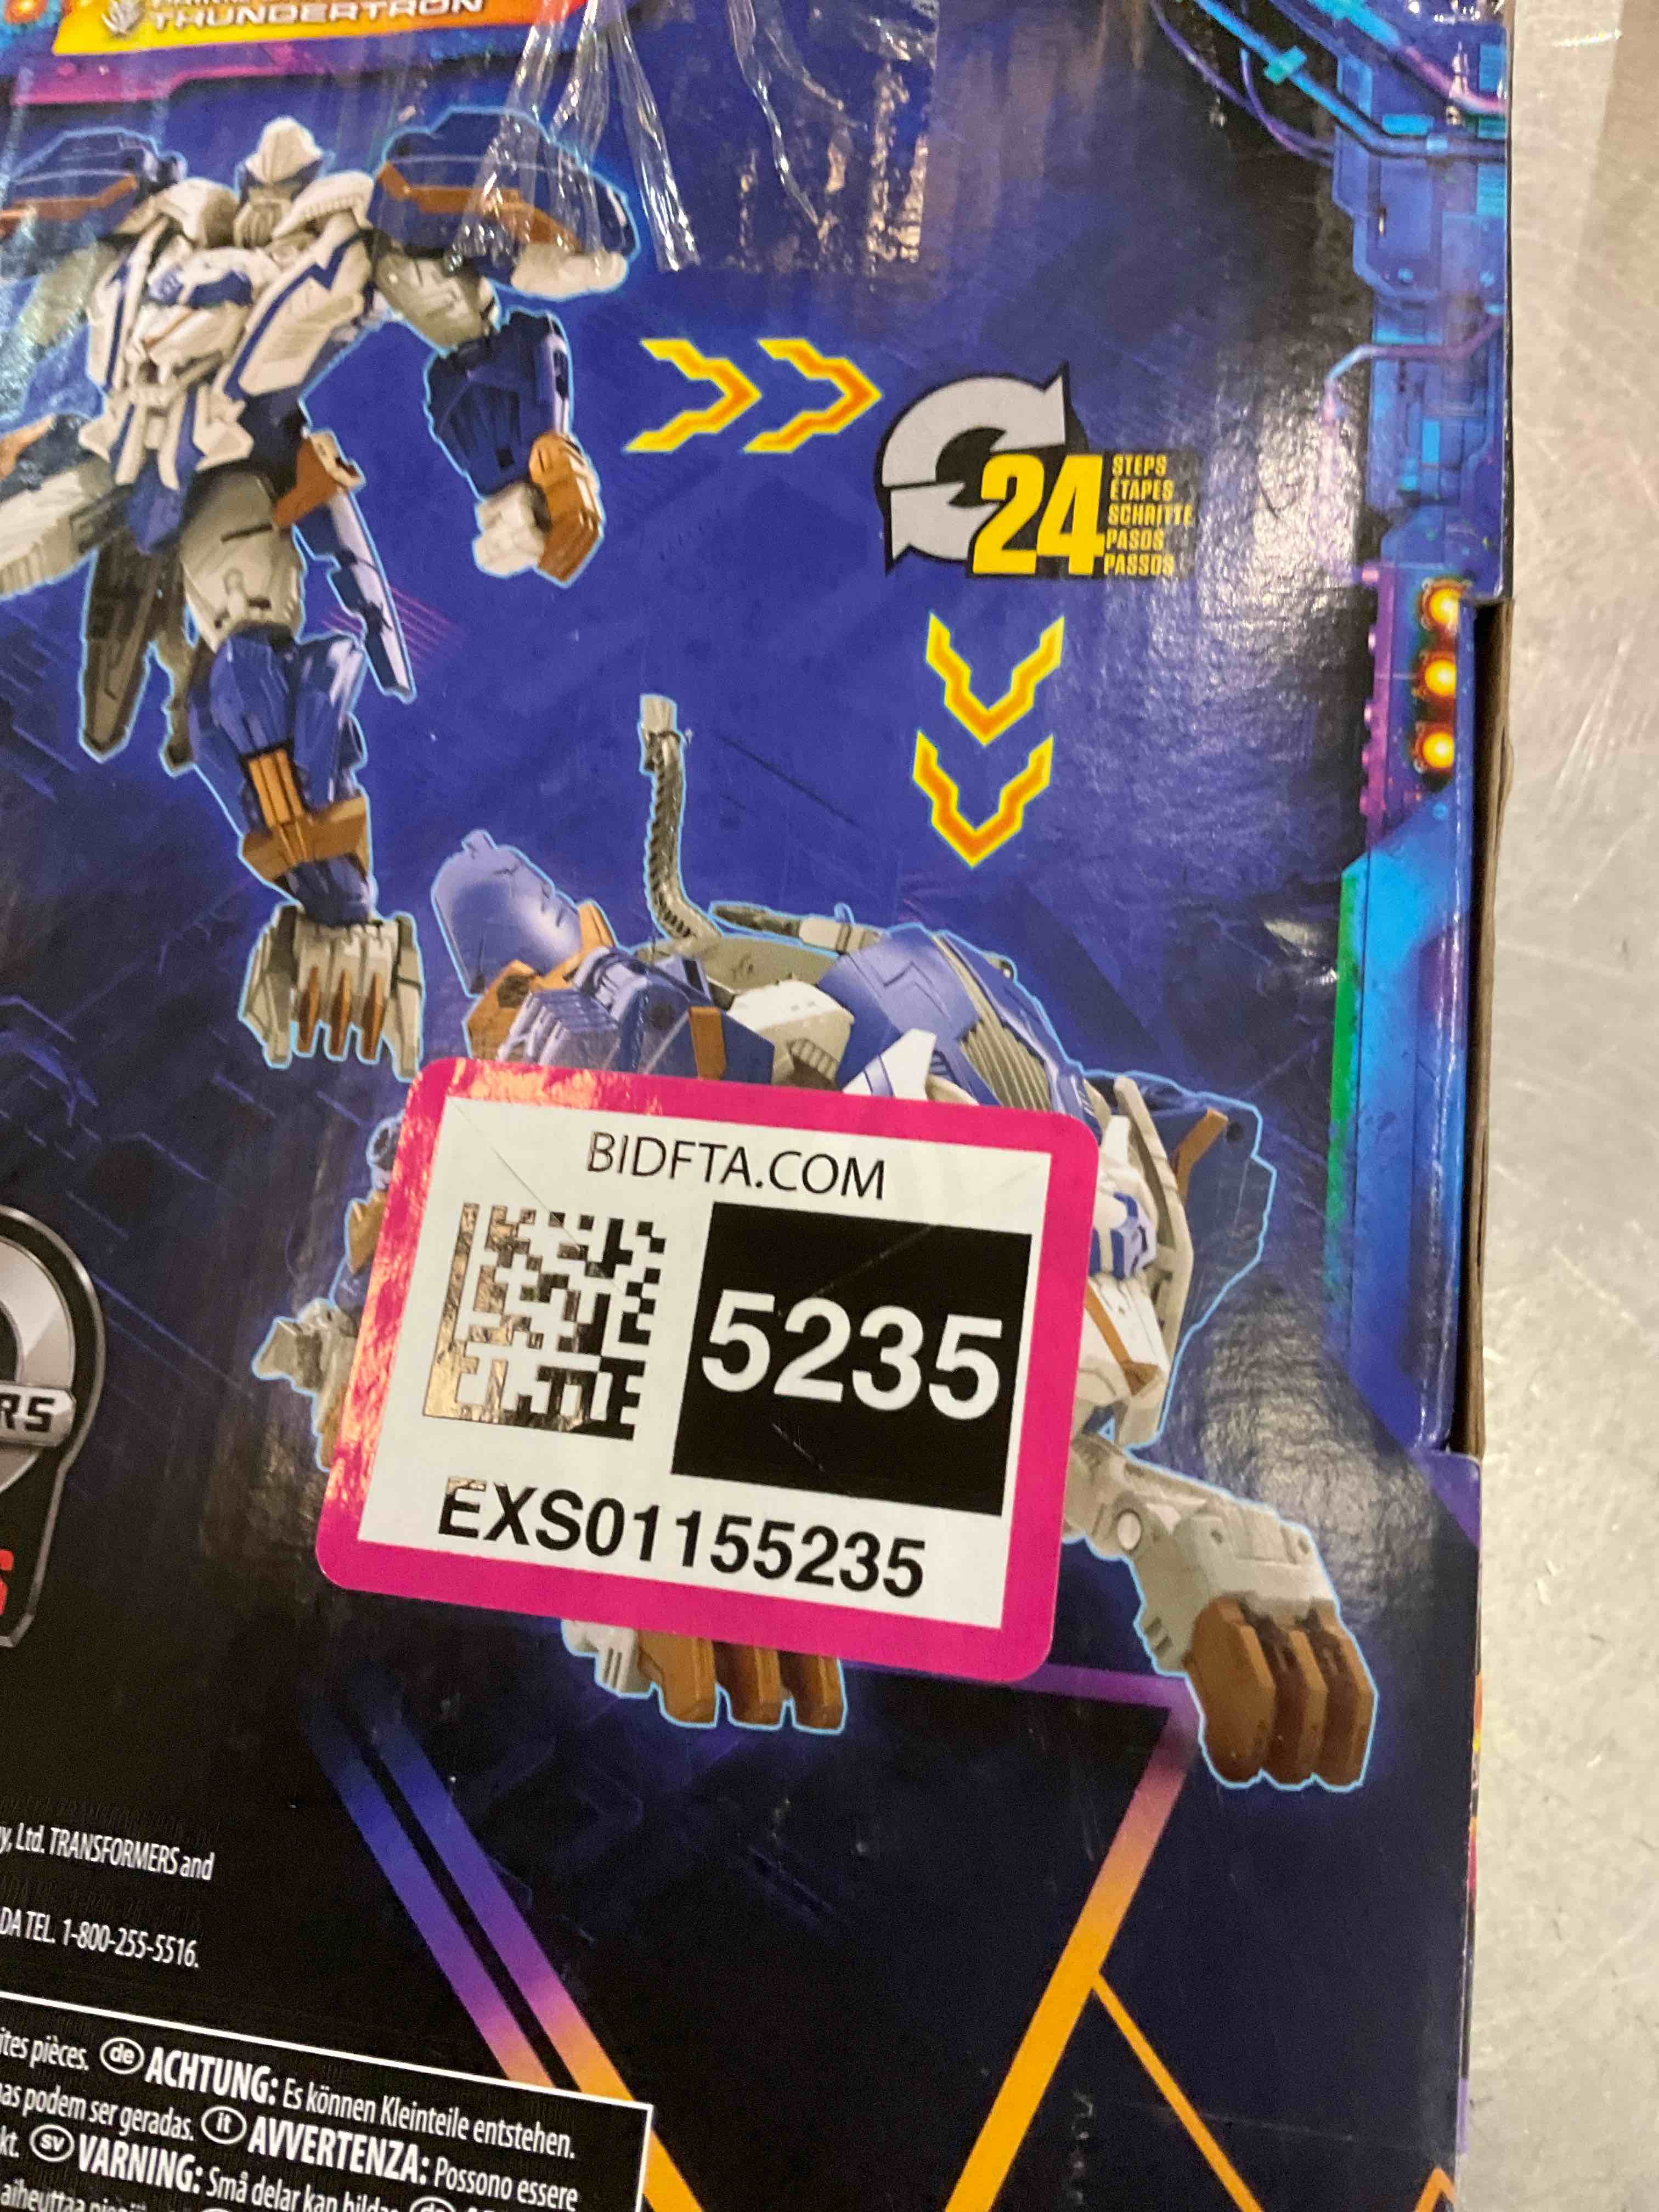 THUNDERTRON
24
STEPS
ÉTAPES
SCHRITTE
PASOS
PASSOS
BIDFTA.COM
5235
EXS01155235
RS
y, Ltd. TRANSFORMERS and
DA TEL. 1-800-255-5516.
ites pièces. de ACHTUNG: Es können Kleinteile entstehen.
as podem ser geradas. it AVVERTENZA: Possono essere
kt. sv VARNING: Små delar kan
aiheuttaa